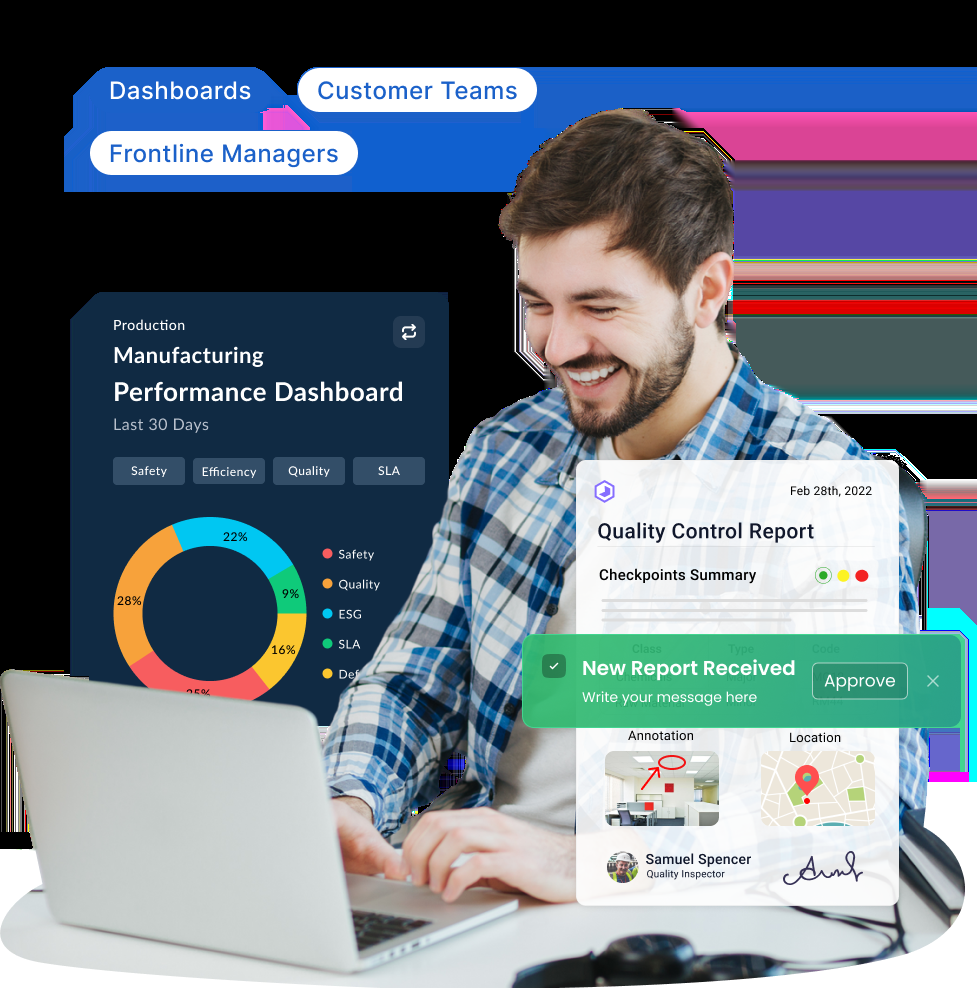 Dashboards
Customer Teams
Frontline Managers
Production
Manufacturing
Performance Dashboard
Last 30 Days
Safety
Efficiency
Quality
SLA
22%
9%
16%
25%
28%
Safety
Quality
ESG
SLA
Def
Feb 28th, 2022
Quality Control Report
Checkpoints Summary
Class
Type
Code
New Report Received
Write your message here
Approve
Annotation
Location
Samuel Spencer
Quality Inspector